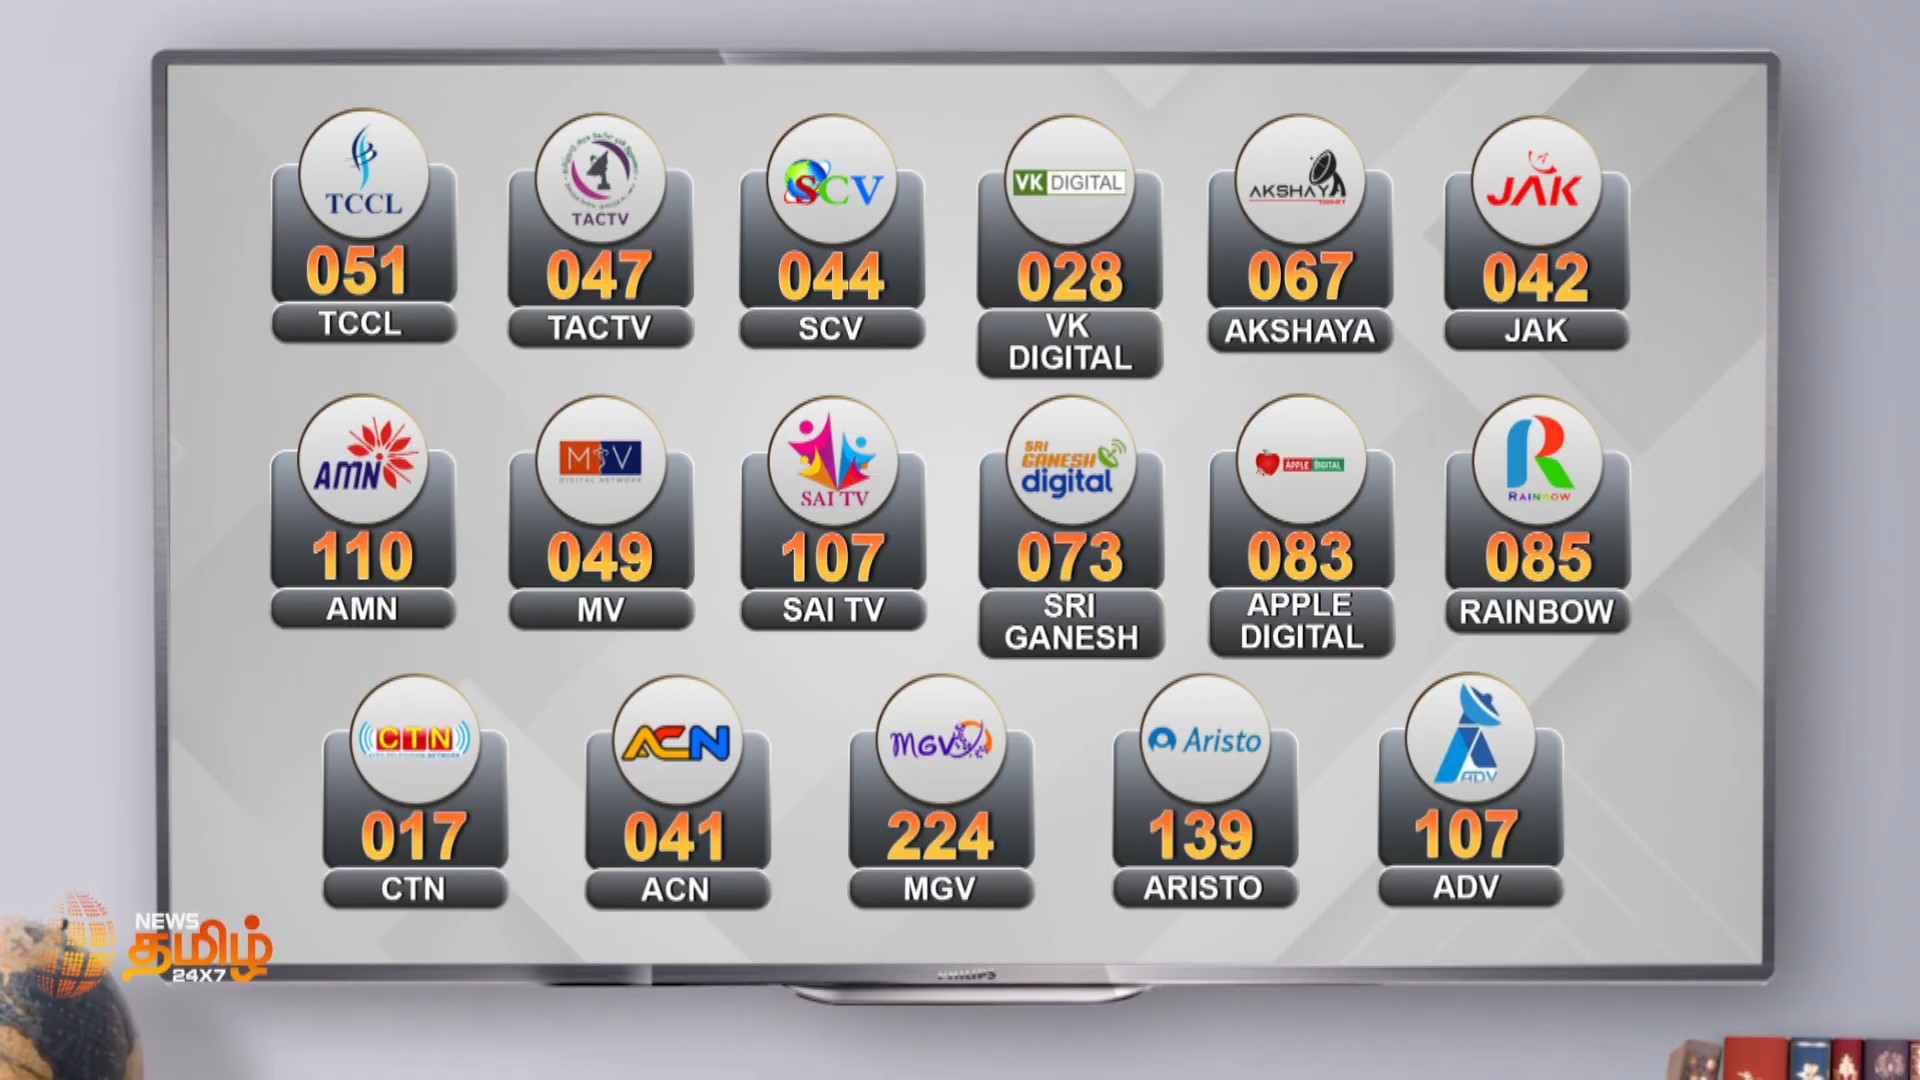 TCCL
051
TCCL
TACTV
047
TACTV
SCV
044
SCV
VK DIGITAL
028
VK
DIGITAL
AKSHAYA
067
AKSHAYA
JAK
042
JAK
AMN
110
AMN
MV
DIGITAL NETWORK
049
MV
SAI TV
107
SAI TV
SRI
GANESH
digital
073
SRI
GANESH
APPLE DIGITAL
083
APPLE
DIGITAL
RAINBOW
085
RAINBOW
CTN
017
CTN
ACN
041
ACN
MGV
224
MGV
Aristo
139
ARISTO
ADV
107
ADV
NEWS
தமிழ்
24X7
PHILIPS